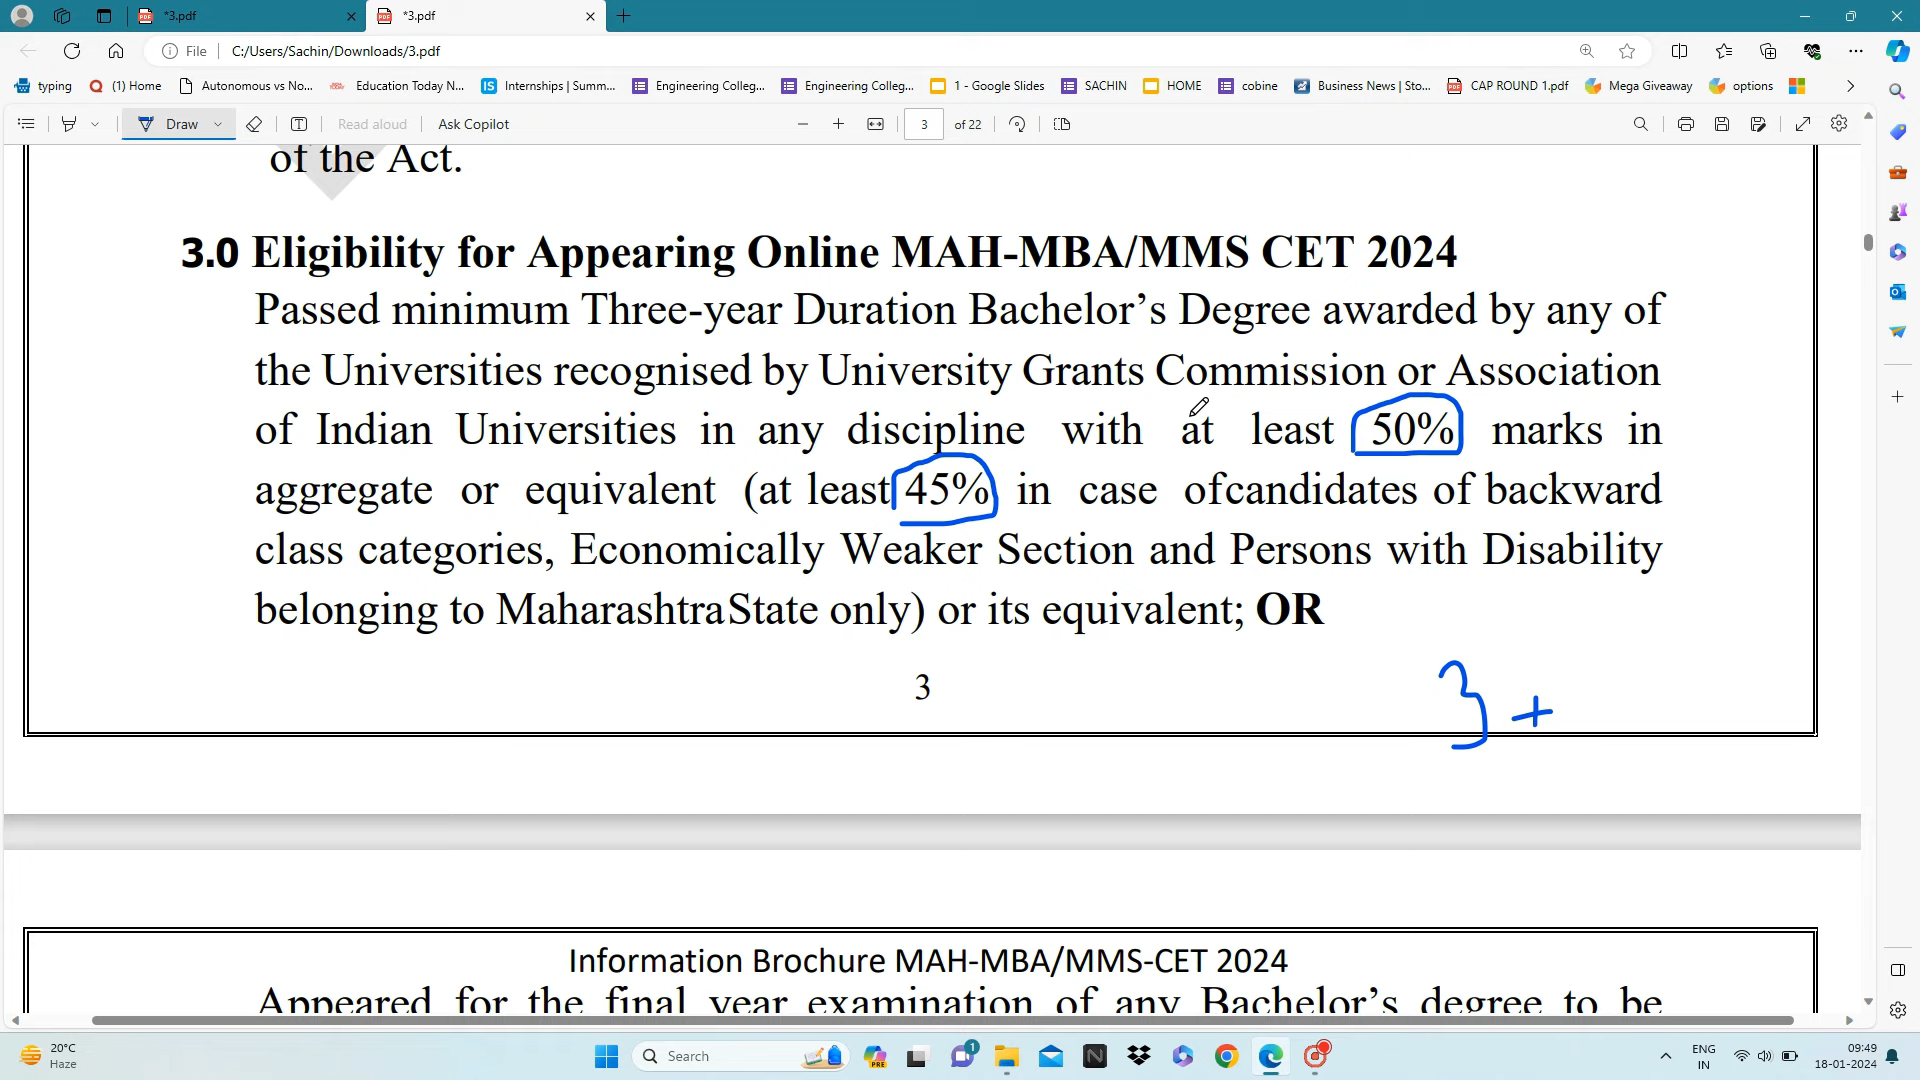 *3.pdf
*3.pdf
File
C:/Users/Sachin/Downloads/3.pdf
typing
(1) Home
Autonomous vs No...
Education Today N...
Internships | Summ...
Engineering Colleg...
Engineering Colleg...
1 - Google Slides
SACHIN
HOME
cobine
Business News | Sto...
CAP ROUND 1.pdf
Mega Giveaway
options
Draw
Read aloud
Ask Copilot
3 of 22
of the Act.
3.0 Eligibility for Appearing Online MAH-MBA/MMS CET 2024
Passed minimum Three-year Duration Bachelor’s Degree awarded by any of
the Universities recognised by University Grants Commission or Association
of Indian Universities in any discipline with at least 50% marks in
aggregate or equivalent (at least 45% in case ofcandidates of backward
class categories, Economically Weaker Section and Persons with Disability
belonging to MaharashtraState only) or its equivalent; OR
3
3 +
Information Brochure MAH-MBA/MMS-CET 2024
Appeared for the final year examination of any Bachelor’s degree to be
20°C
Haze
Search
PRE
1
ENG
IN
09:49
18-01-2024